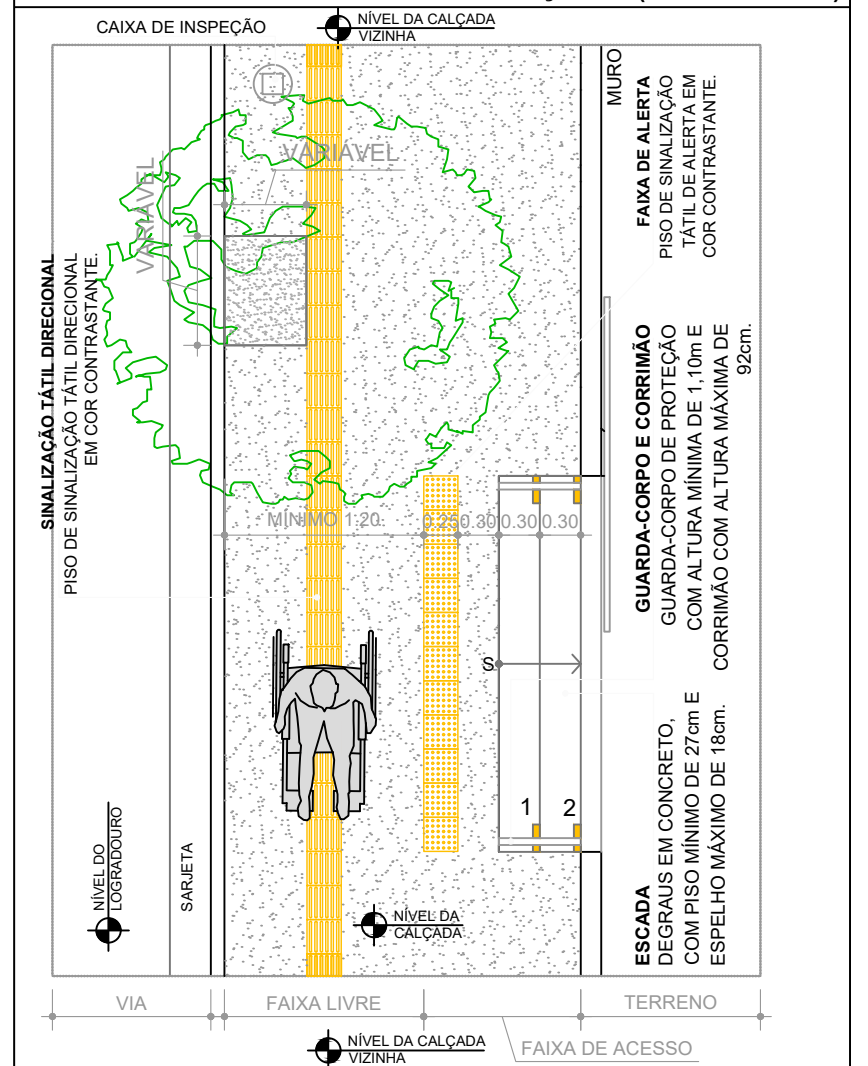 CAIXA DE INSPEÇÃO
NÍVEL DA CALÇADA
VIZINHA
MURO
FAIXA DE ALERTA
PISO DE SINALIZAÇÃO
TÁTIL DE ALERTA EM
COR CONTRASTANTE.
VARIÁVEL
VARIÁVEL
SINALIZAÇÃO TÁTIL DIRECIONAL
PISO DE SINALIZAÇÃO TÁTIL DIRECIONAL
EM COR CONTRASTANTE.
GUARDA-CORPO E CORRIMÃO
GUARDA-CORPO DE PROTEÇÃO
COM ALTURA MÍNIMA DE 1,10m E
CORRIMÃO COM ALTURA MÁXIMA DE
92cm.
MÍNIMO 1.20 0.25 0.30 0.30 0.30
S
1 2
ESCADA
DEGRAUS EM CONCRETO,
COM PISO MÍNIMO DE 27cm E
ESPELHO MÁXIMO DE 18cm.
NÍVEL DO
LOGRADOURO
SARJETA
NÍVEL DA
CALÇADA
VIA FAIXA LIVRE TERRENO
NÍVEL DA CALÇADA
VIZINHA
FAIXA DE ACESSO